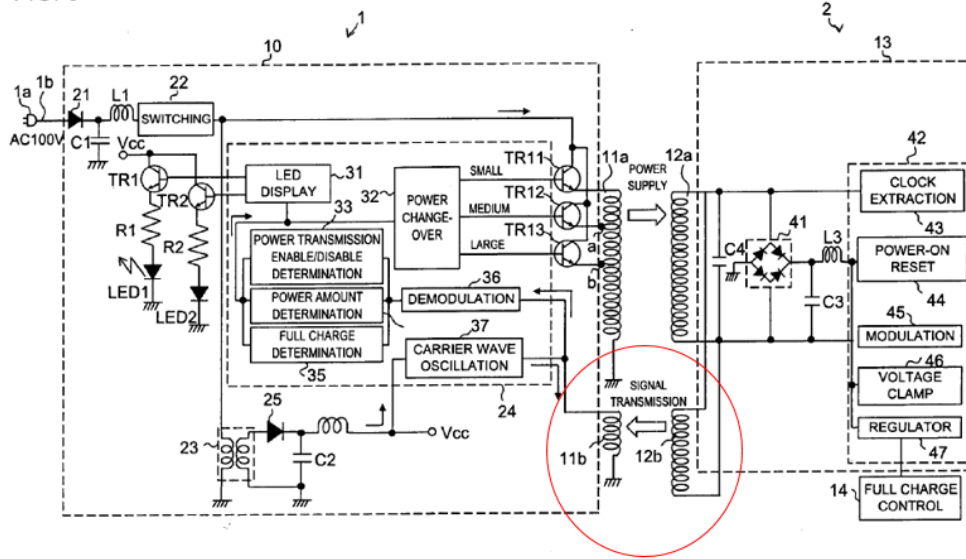 1
2
10
13
1a
1b
21
L1
22
SWITCHING
AC100V
C1
Vcc
TR1
TR2
R1
R2
LED1
LED2
LED
DISPLAY
31
32
POWER
CHANGE-
OVER
SMALL
MEDIUM
LARGE
TR11
TR12
TR13
a
b
11a
POWER
SUPPLY
12a
33
POWER TRANSMISSION
ENABLE/DISABLE
DETERMINATION
POWER AMOUNT
DETERMINATION
FULL CHARGE
DETERMINATION
35
36
DEMODULATION
37
CARRIER WAVE
OSCILLATION
24
SIGNAL
TRANSMISSION
11b
12b
23
25
C2
Vcc
C4
41
L3
C3
42
CLOCK
EXTRACTION
43
POWER-ON
RESET
44
45
MODULATION
46
VOLTAGE
CLAMP
REGULATOR
47
14
FULL CHARGE
CONTROL